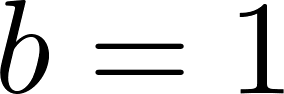 b = 1